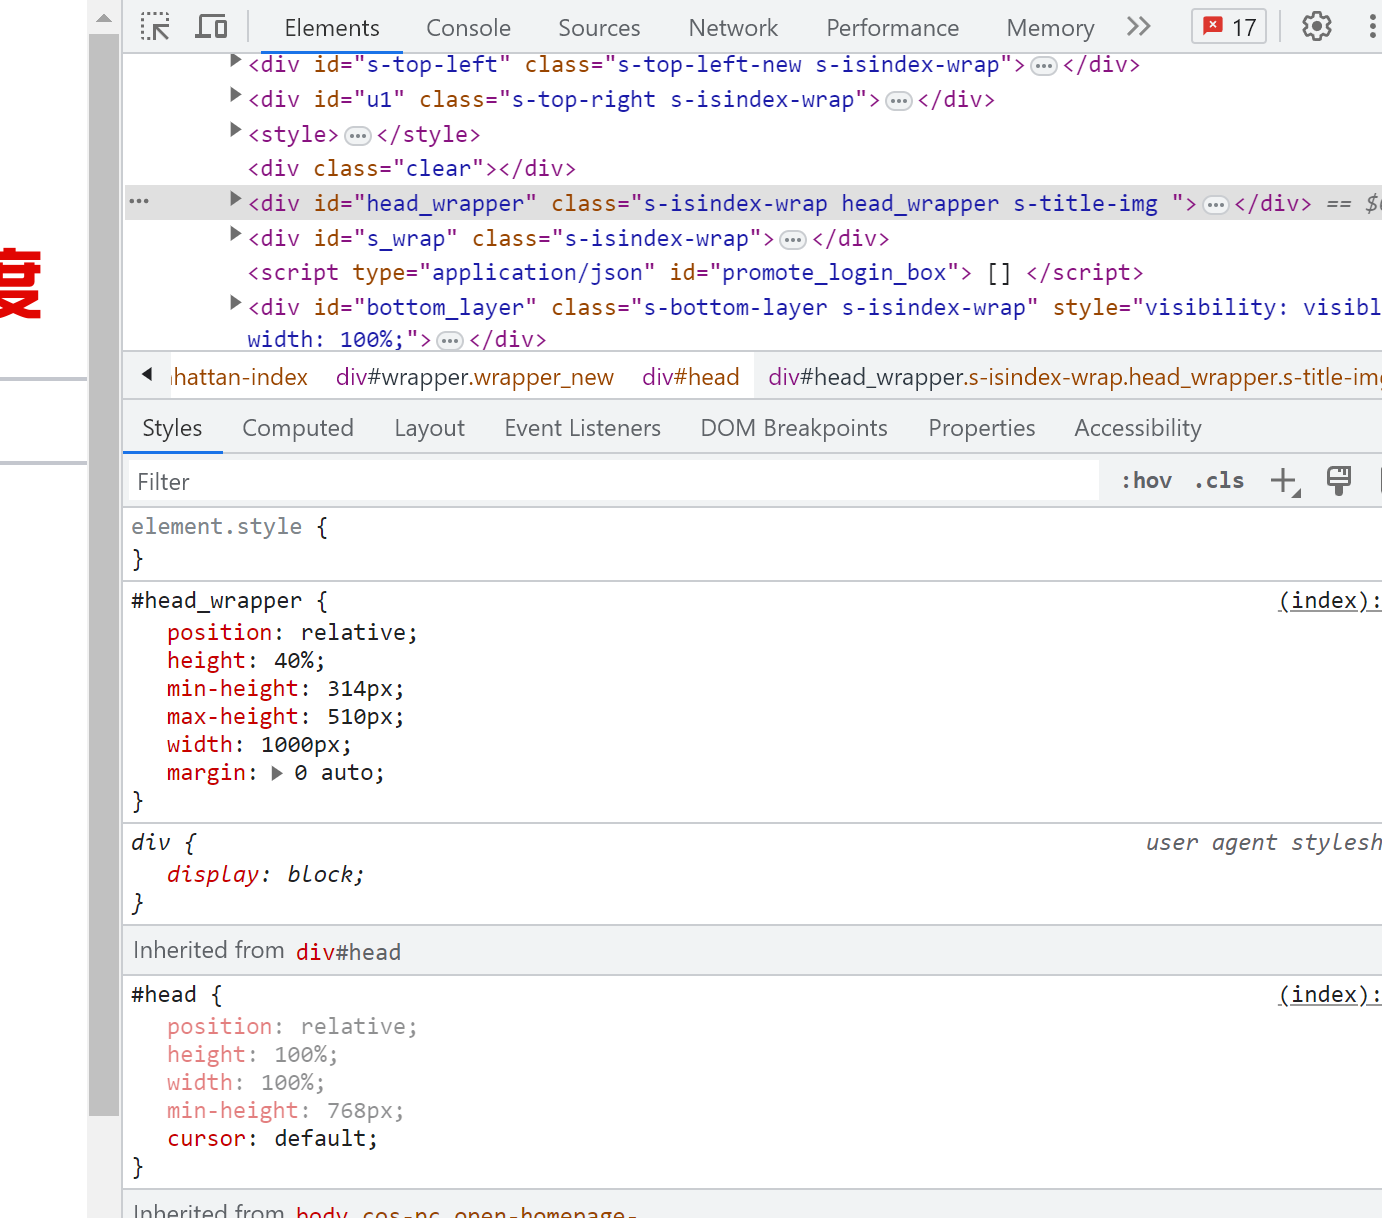 Elements Console Sources Network Performance Memory 17
<div id="s-top-left" class="s-top-left-new s-isindex-wrap">…</div>
<div id="u1" class="s-top-right s-isindex-wrap">…</div>
<style>…</style>
<div class="clear"></div>
<div id="head_wrapper" class="s-isindex-wrap head_wrapper s-title-img ">…</div> == $
<div id="s_wrap" class="s-isindex-wrap">…</div>
度
<script type="application/json" id="promote_login_box"> [] </script>
<div id="bottom_layer" class="s-bottom-layer s-isindex-wrap" style="visibility: visibl
width: 100%;">…</div>
hattan-index div#wrapper.wrapper_new div#head div#head_wrapper.s-isindex-wrap.head_wrapper.s-title-img
Styles Computed Layout Event Listeners DOM Breakpoints Properties Accessibility
Filter :hov .cls
element.style {
}
#head_wrapper { (index):
position: relative;
height: 40%;
min-height: 314px;
max-height: 510px;
width: 1000px;
margin: 0 auto;
}
div { user agent stylesh
display: block;
}
Inherited from div#head
#head { (index):
position: relative;
height: 100%;
width: 100%;
min-height: 768px;
cursor: default;
}
Inherited from body.cos-pc.open-homepage-